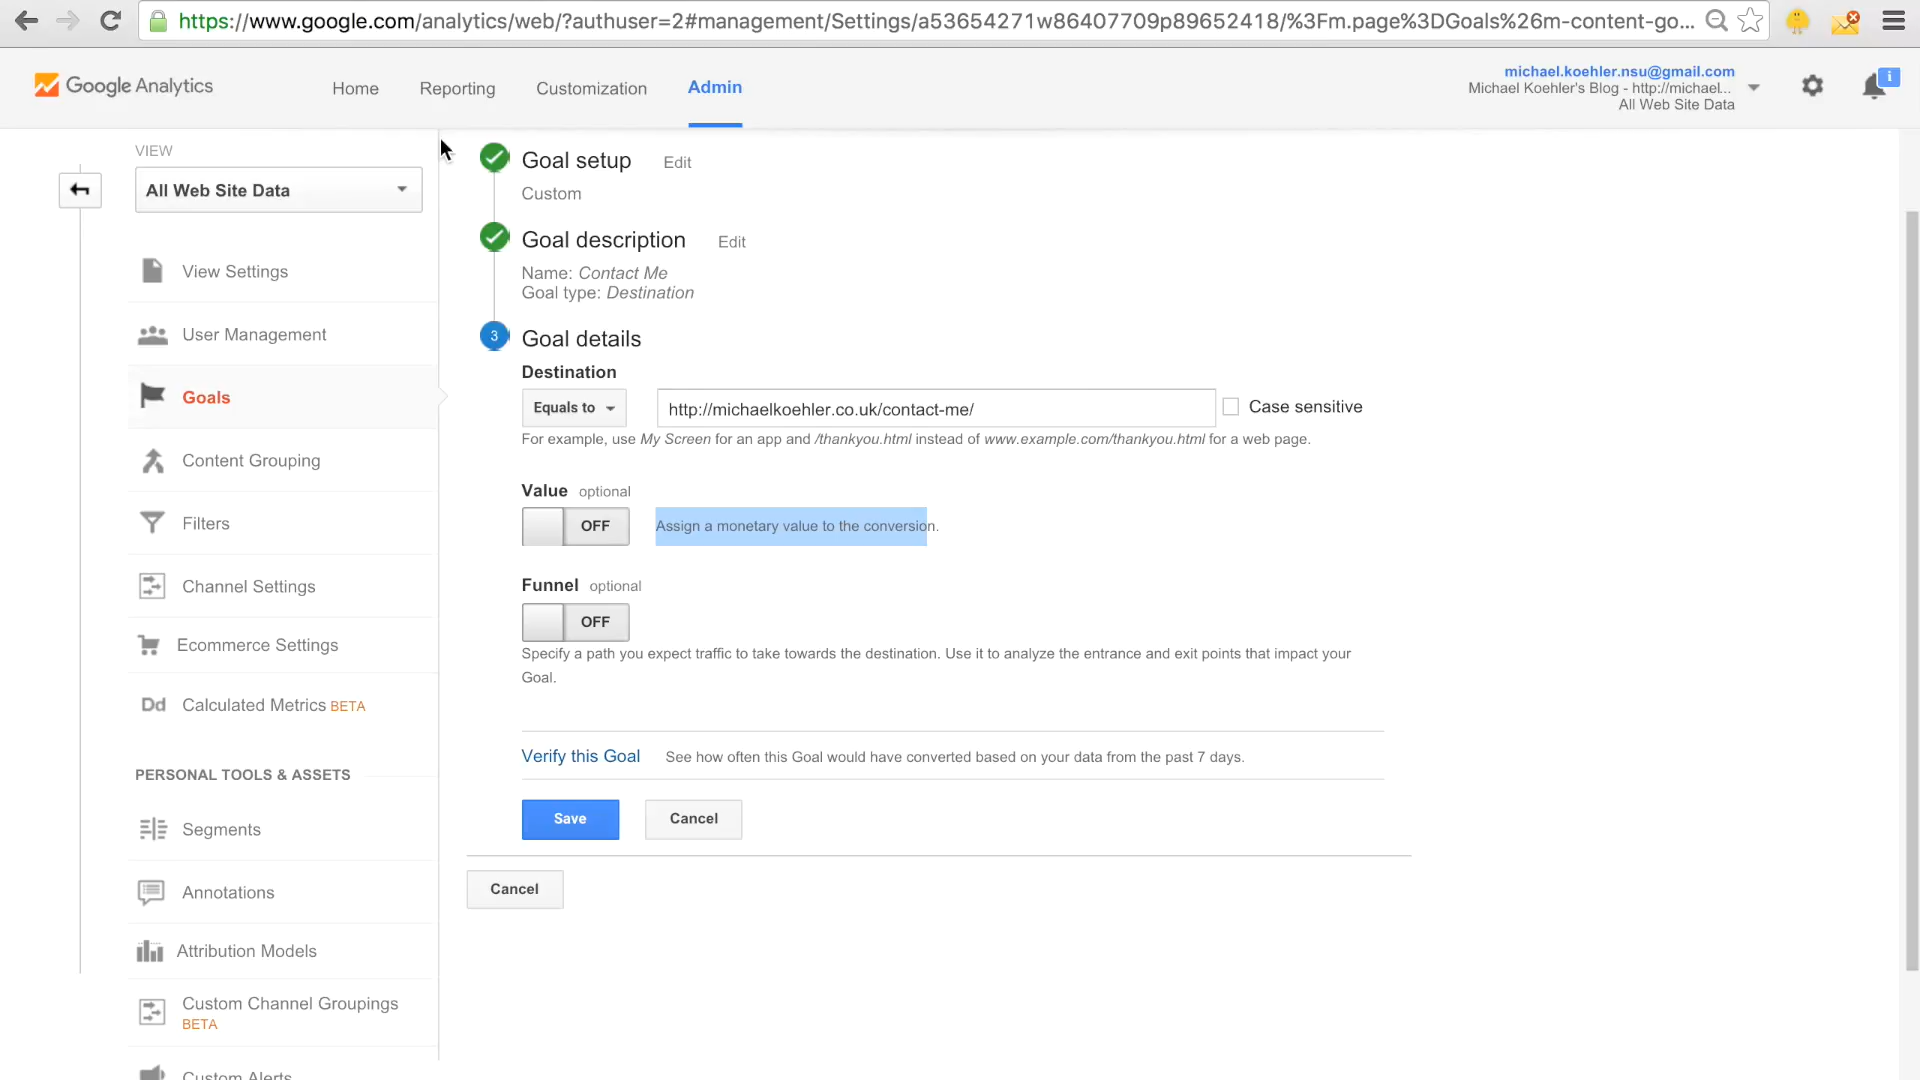 https://www.google.com/analytics/web/?authuser=2#management/Settings/a53654271w86407709p89652418/%3Fm.page%3DGoals%26m-content-go...
Google Analytics
Home
Reporting
Customization
Admin
michael.koehler.nsu@gmail.com
Michael Koehler's Blog - http://michael...
All Web Site Data
i
VIEW
All Web Site Data
View Settings
User Management
Goals
Content Grouping
Filters
Channel Settings
Ecommerce Settings
Dd Calculated Metrics BETA
PERSONAL TOOLS & ASSETS
Segments
Annotations
Attribution Models
Custom Channel Groupings
BETA
Custom Alerts
Goal setup Edit
Custom
Goal description Edit
Name: Contact Me
Goal type: Destination
3 Goal details
Destination
Equals to http://michaelkoehler.co.uk/contact-me/ Case sensitive
For example, use My Screen for an app and /thankyou.html instead of www.example.com/thankyou.html for a web page.
Value optional
OFF Assign a monetary value to the conversion.
Funnel optional
OFF
Specify a path you expect traffic to take towards the destination. Use it to analyze the entrance and exit points that impact your
Goal.
Verify this Goal See how often this Goal would have converted based on your data from the past 7 days.
Save Cancel
Cancel